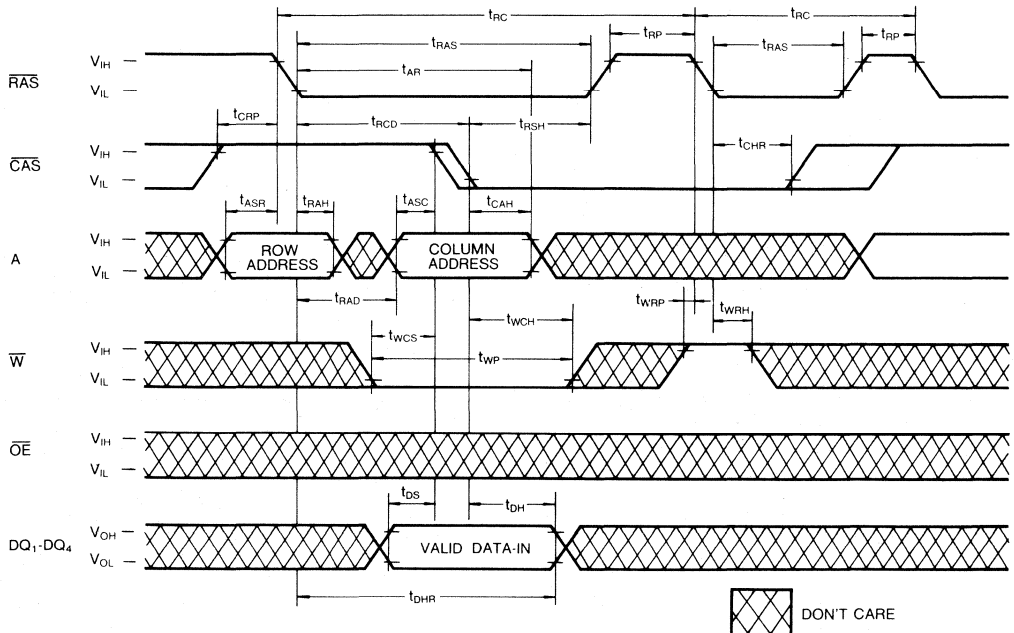 tRC tRC
tRAS tRP tRAS tRP
tAR
RAS VIH
VIL
tCRP tRCD tRSH
CAS VIH tCHR
VIL
tASR tRAH tASC tCAH
A VIH ROW ADDRESS COLUMN ADDRESS
VIL
tRAD tWRP
tWCH tWRH
tWCS
tWP
W VIH
VIL
OE VIH
VIL
tDS tDH
DQ1-DQ4 VOH VALID DATA-IN
VOL
tDHR
DON'T CARE